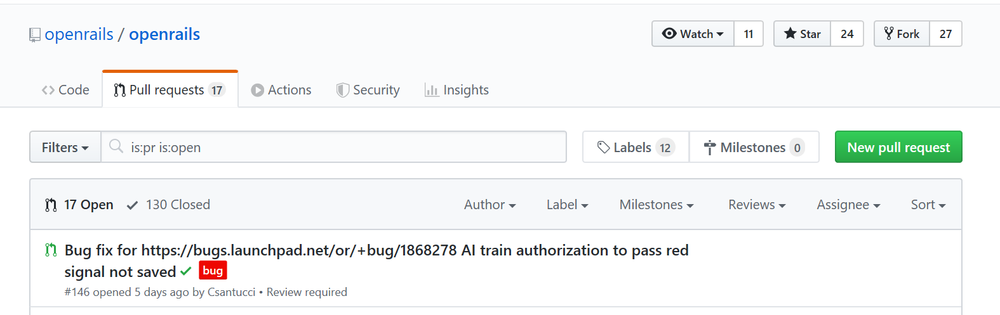 openrails / openrails
Watch 11 Star 24 Fork 27
Code Pull requests 17 Actions Security Insights
Filters is:pr is:open Labels 12 Milestones 0 New pull request
17 Open 130 Closed Author Label Milestones Reviews Assignee Sort
Bug fix for https://bugs.launchpad.net/or/+bug/1868278 AI train authorization to pass red
signal not saved bug
#146 opened 5 days ago by Csantucci • Review required